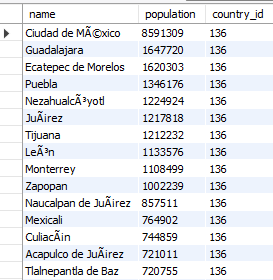 name population country_id
Ciudad de MÃ©xico 8591309 136
Guadalajara 1647720 136
Ecatepec de Morelos 1620303 136
Puebla 1346176 136
NezahualcÃ³yotl 1224924 136
JuÃ¡rez 1217818 136
Tijuana 1212232 136
LeÃ³n 1133576 136
Monterrey 1108499 136
Zapopan 1002239 136
Naucalpan de JuÃ¡rez 857511 136
Mexicali 764902 136
CuliacÃ¡n 744859 136
Acapulco de JuÃ¡rez 721011 136
Tlalnepantla de Baz 720755 136